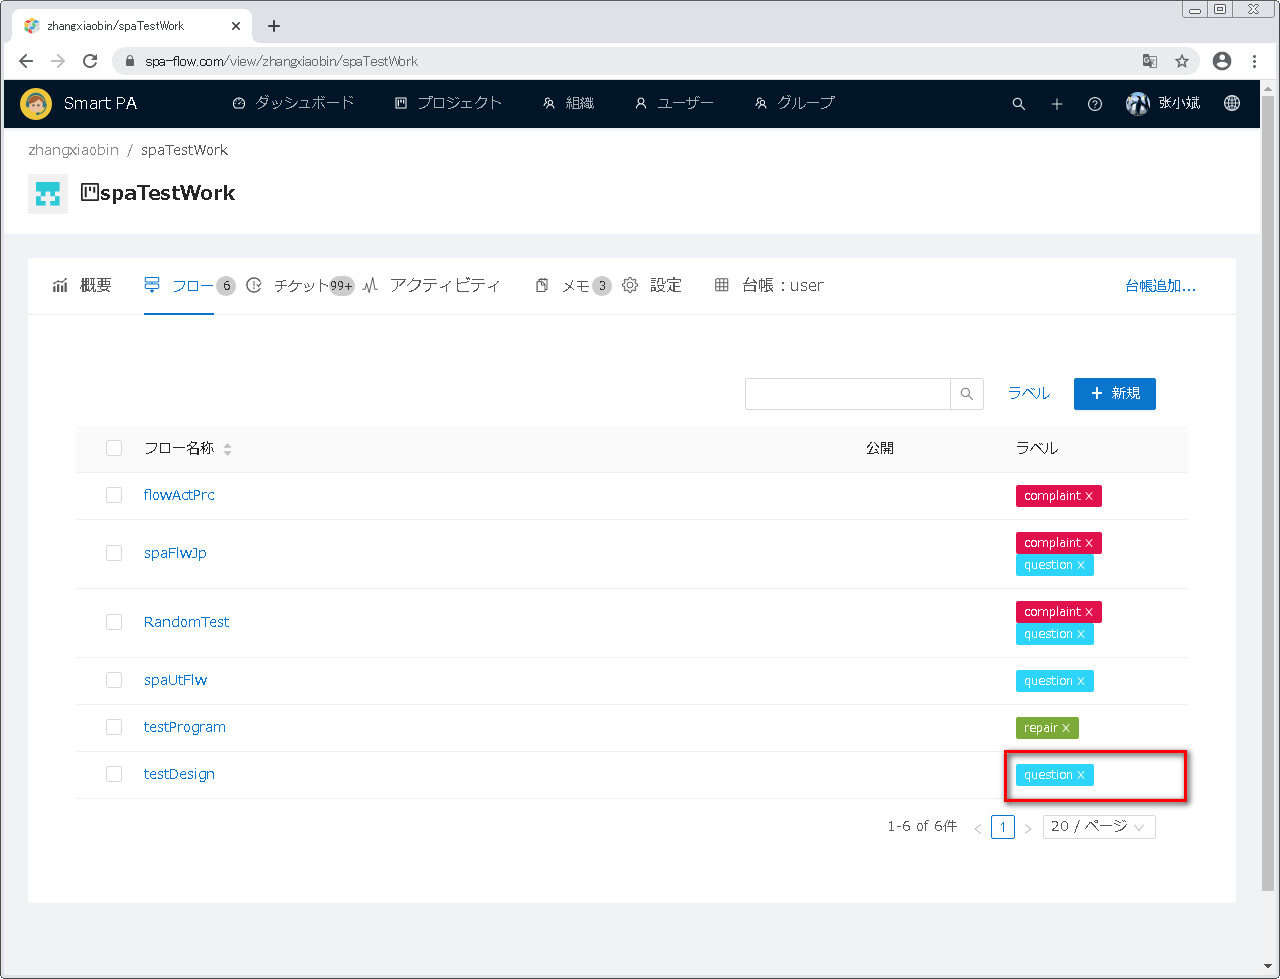 zhangxiaobin/spaTestWork
spa-flow.com/view/zhangxiaobin/spaTestWork
Smart PA ダッシュボード プロジェクト 組織 ユーザー グループ 张小斌
zhangxiaobin / spaTestWork
spaTestWork
概要 フロー 6 チケット 99+ アクティビティ メモ 3 設定 台帳：user 台帳追加...
ラベル + 新規
フロー名称 公開 ラベル
flowActPrc complaint ×
spaFlwJp complaint ×
question ×
RandomTest complaint ×
question ×
spaUtFlw question ×
testProgram repair ×
testDesign question ×
1-6 of 6件 < 1 > 20 / ページ